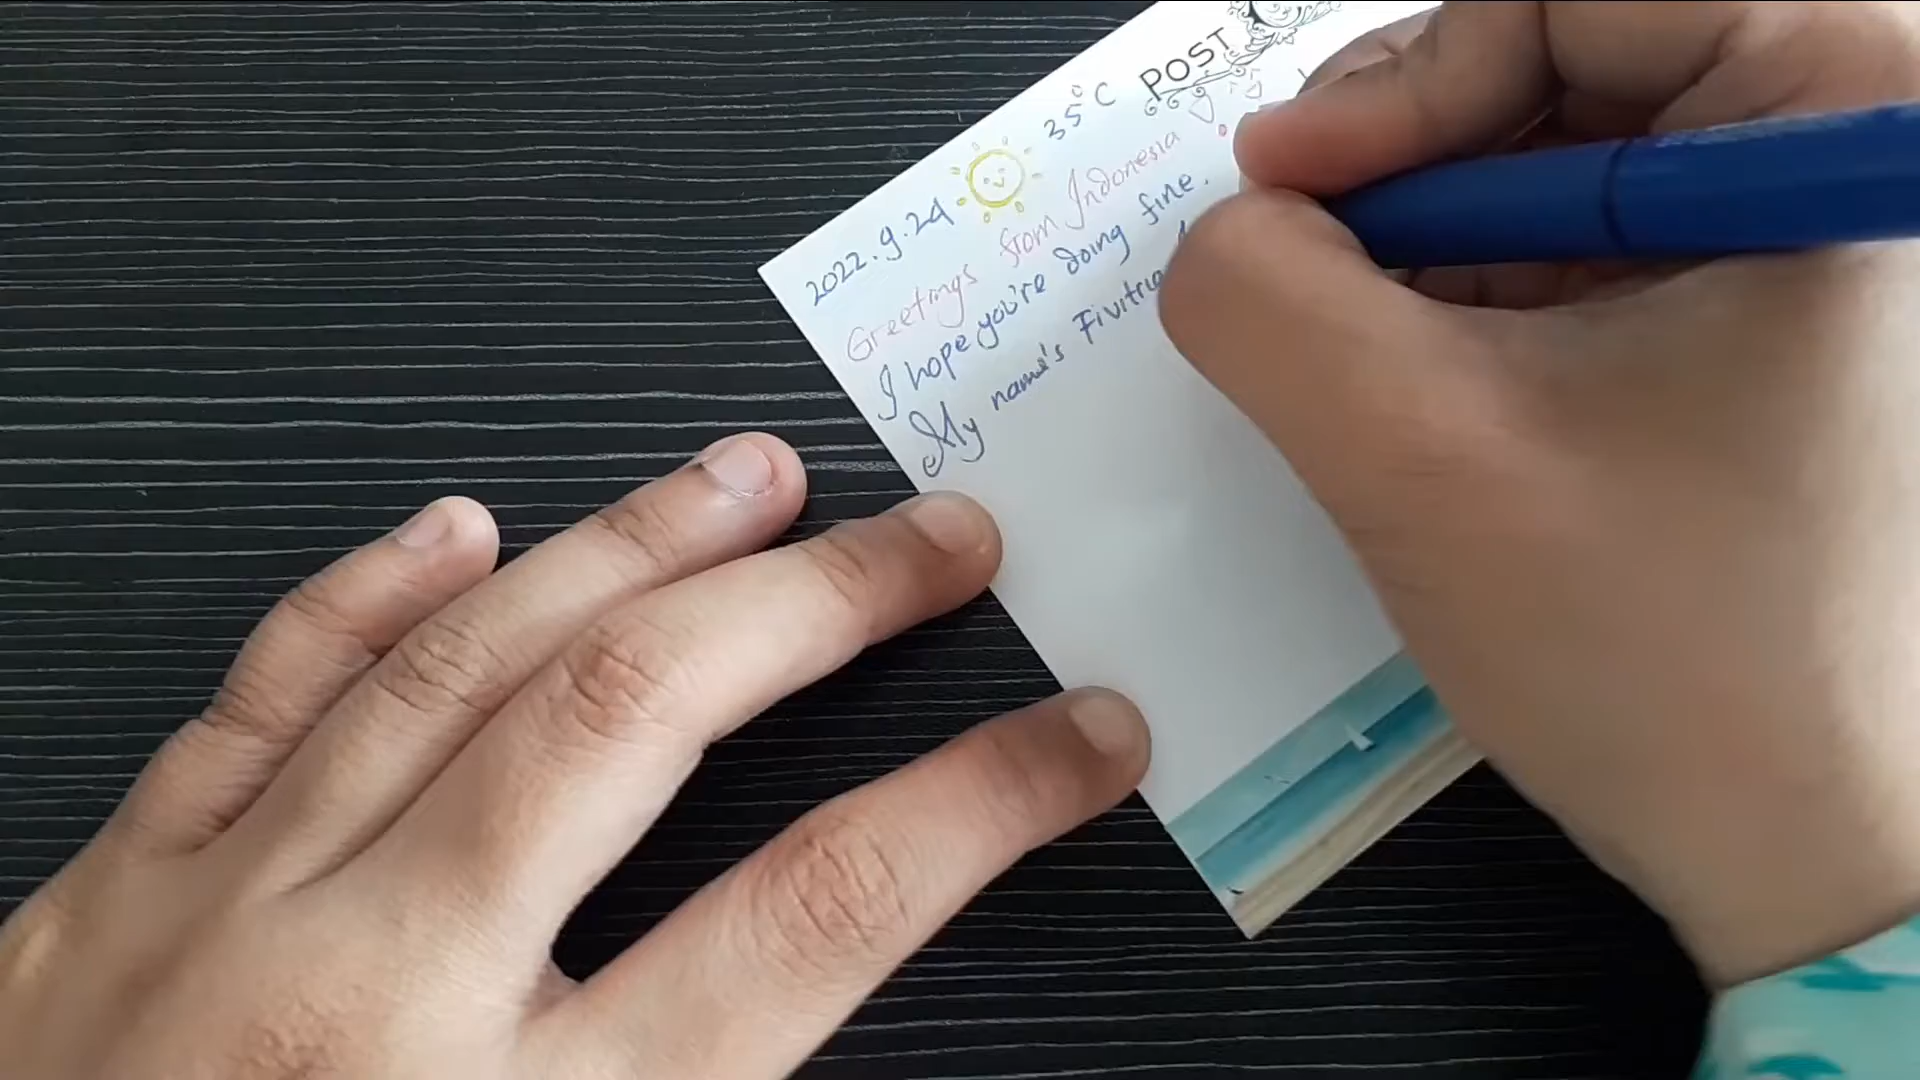 POST
2022.9.24 35°C
Greetings from Indonesia
I hope you're doing fine.
My name's